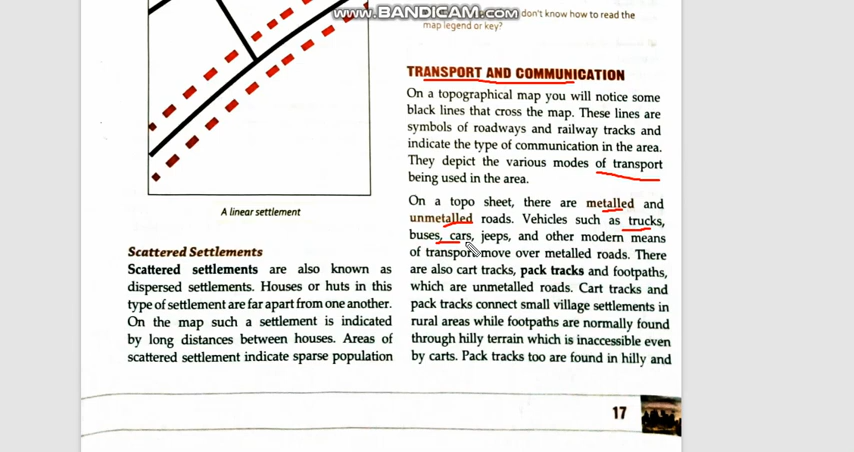 www.BANDICAM.com
don't know how to read the
map legend or key?
A linear settlement
Scattered Settlements
Scattered settlements are also known as
dispersed settlements. Houses or huts in this
type of settlement are far apart from one another.
On the map such a settlement is indicated
by long distances between houses. Areas of
scattered settlement indicate sparse population
TRANSPORT AND COMMUNICATION
On a topographical map you will notice some
black lines that cross the map. These lines are
symbols of roadways and railway tracks and
indicate the type of communication in the area.
They depict the various modes of transport
being used in the area.
On a topo sheet, there are metalled and
unmetalled roads. Vehicles such as trucks,
buses, cars, jeeps, and other modern means
of transport move over metalled roads. There
are also cart tracks, pack tracks and footpaths,
which are unmetalled roads. Cart tracks and
pack tracks connect small village settlements in
rural areas while footpaths are normally found
through hilly terrain which is inaccessible even
by carts. Pack tracks too are found in hilly and
17